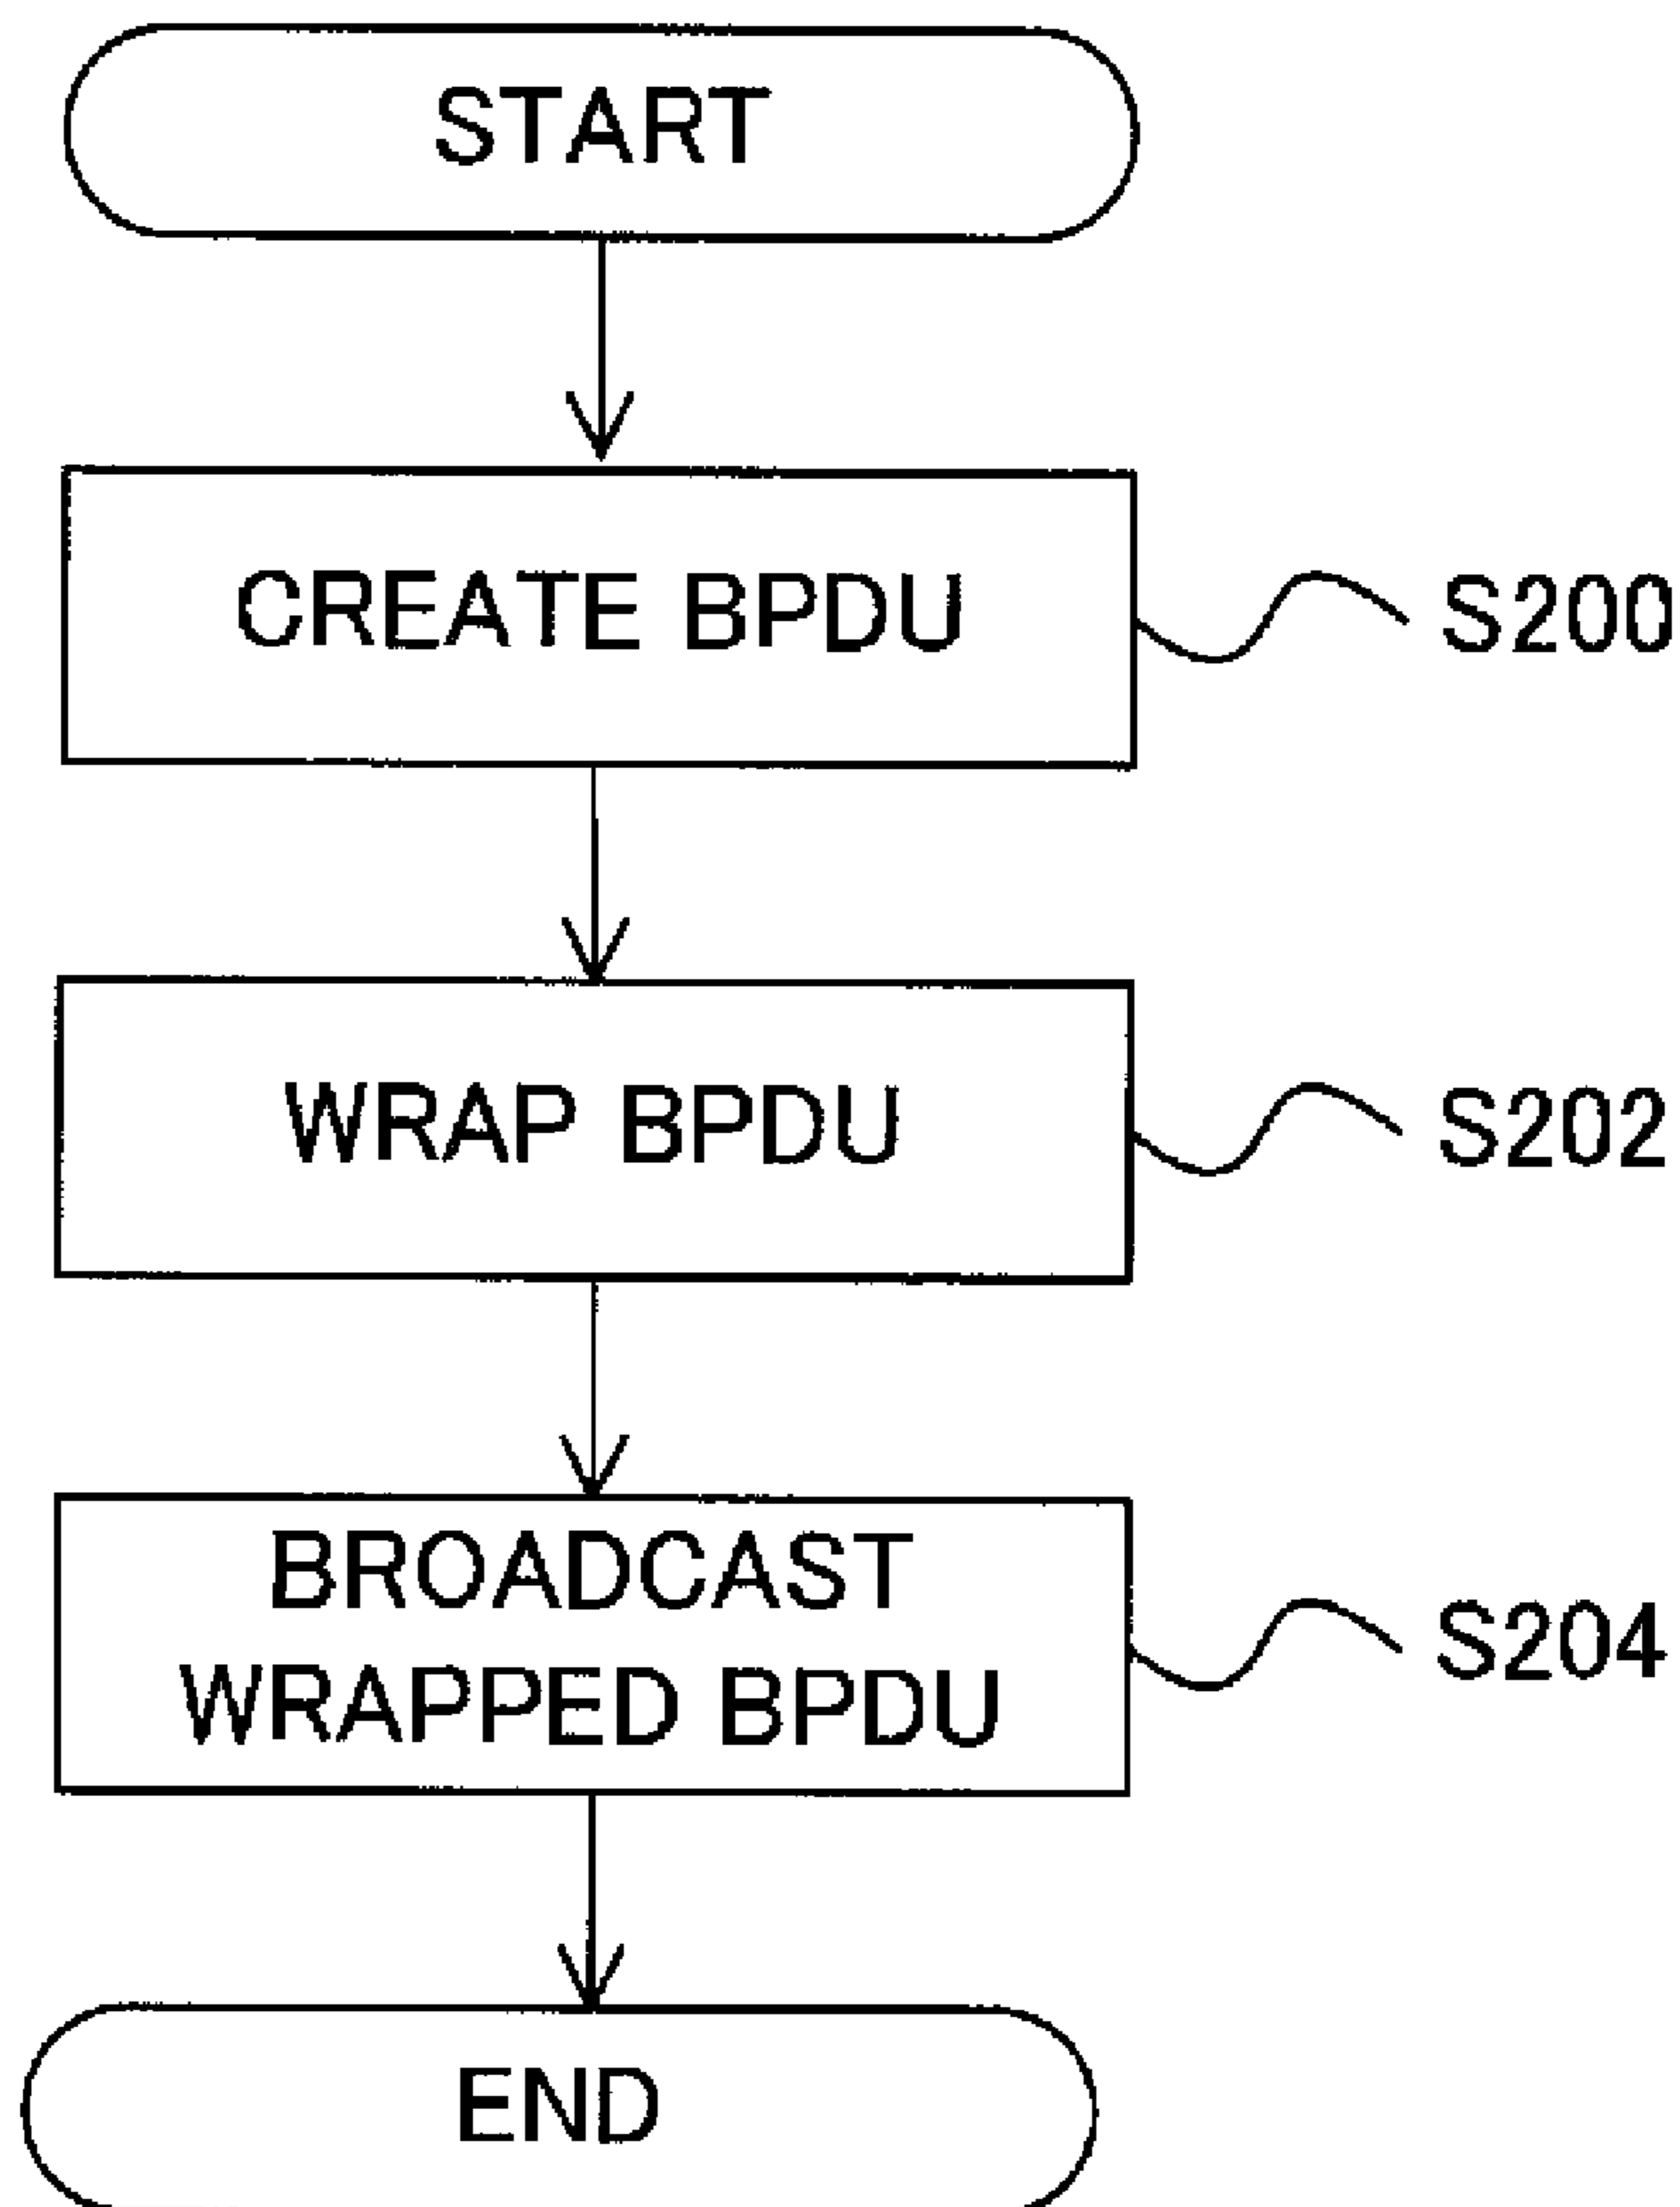 START
CREATE BPDU
S200
WRAP BPDU
S202
BROADCAST
WRAPPED BPDU
S204
END